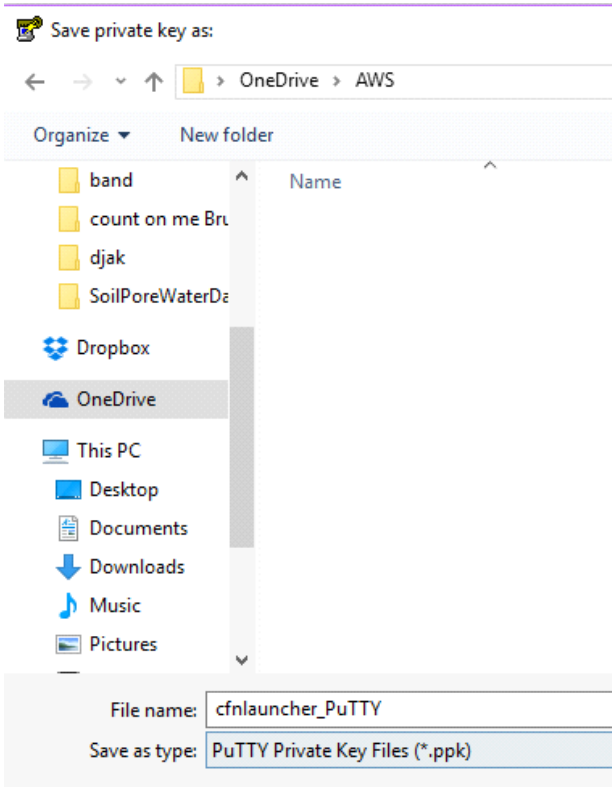 Save private key as:
OneDrive > AWS
Organize New folder
Name
band
count on me Bru
djak
SoilPoreWaterDa
Dropbox
OneDrive
This PC
Desktop
Documents
Downloads
Music
Pictures
File name: cfnlauncher_PuTTY
Save as type: PuTTY Private Key Files (*.ppk)